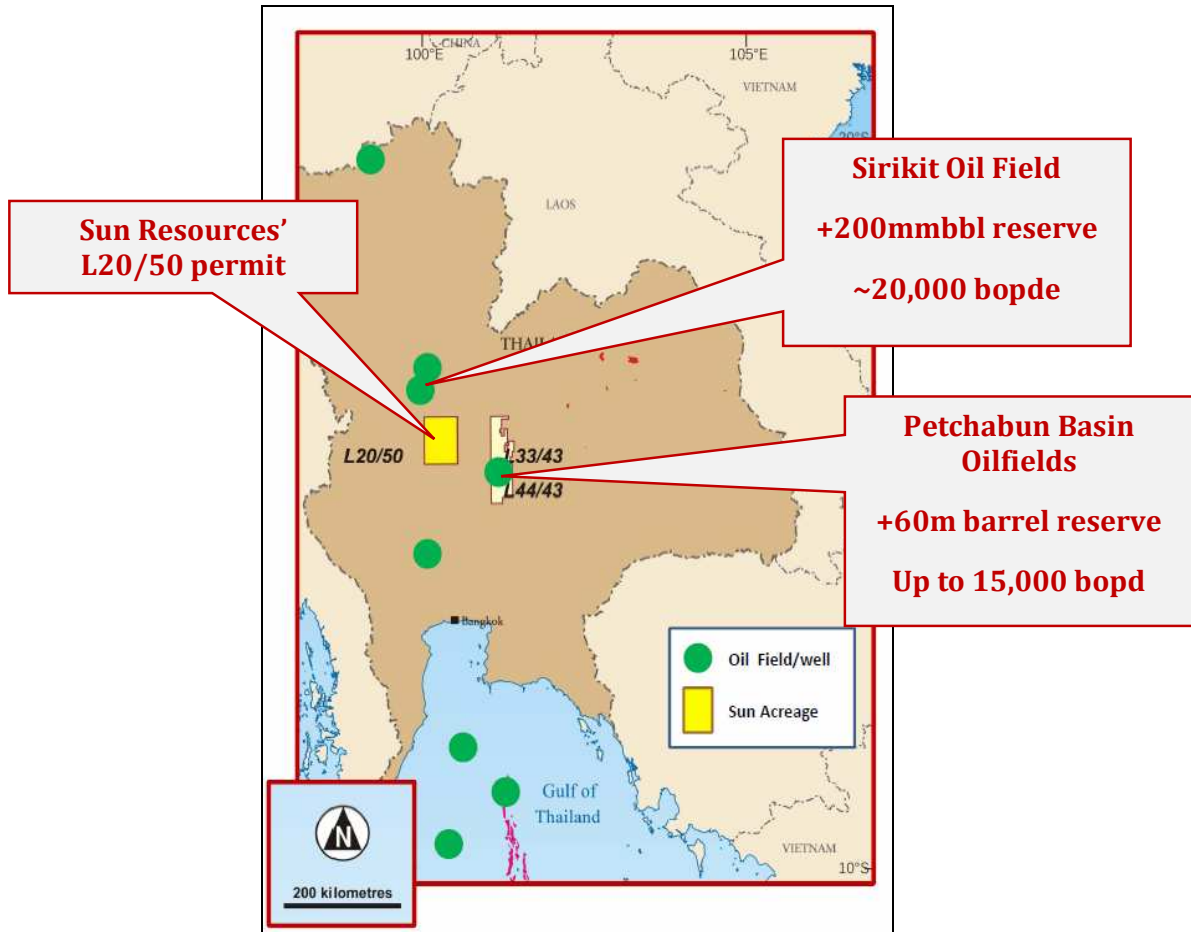 100°E
CHINA
105°E
VIETNAM
20°S
Sirikit Oil Field
+200mmbbl reserve
~20,000 bopde
LAOS
Sun Resources’
L20/50 permit
L20/50
L33/43
L44/43
Petchabun Basin
Oilfields
+60m barrel reserve
Up to 15,000 bopd
Bangkok
Oil Field/well
Sun Acreage
Gulf of
Thailand
VIETNAM
10°S
N
200 kilometres